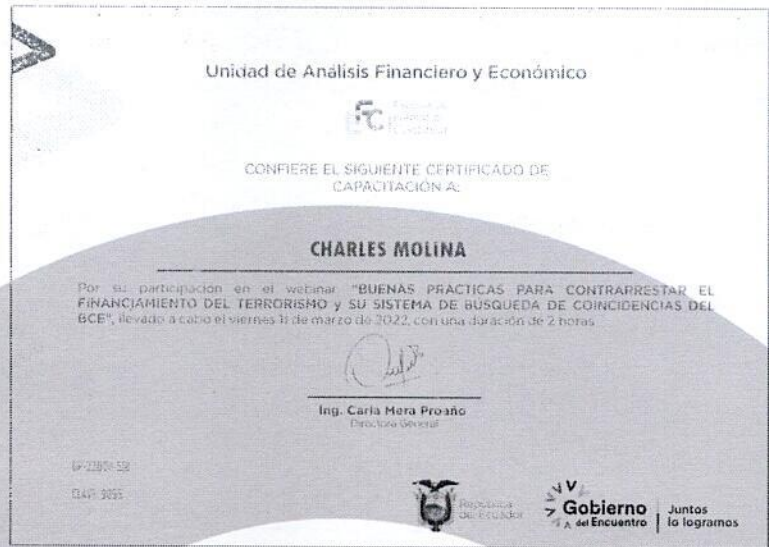 Unidad de Análisis Financiero y Económico
CONFIERE EL SIGUIENTE CERTIFICADO DE
CAPACITACIÓN A:
CHARLES MOLINA
Por su participación en el webinar "BUENAS PRÁCTICAS PARA CONTRARRESTAR EL
FINANCIAMIENTO DEL TERRORISMO y SU SISTEMA DE BÚSQUEDA DE COINCIDENCIAS DEL
BCE", llevado a cabo el viernes 11 de marzo de 2022, con una duración de 2 horas
Ing. Carla Mera Proaño
Directora General
República
del Ecuador
Gobierno
del Encuentro
Juntos
lo logramos